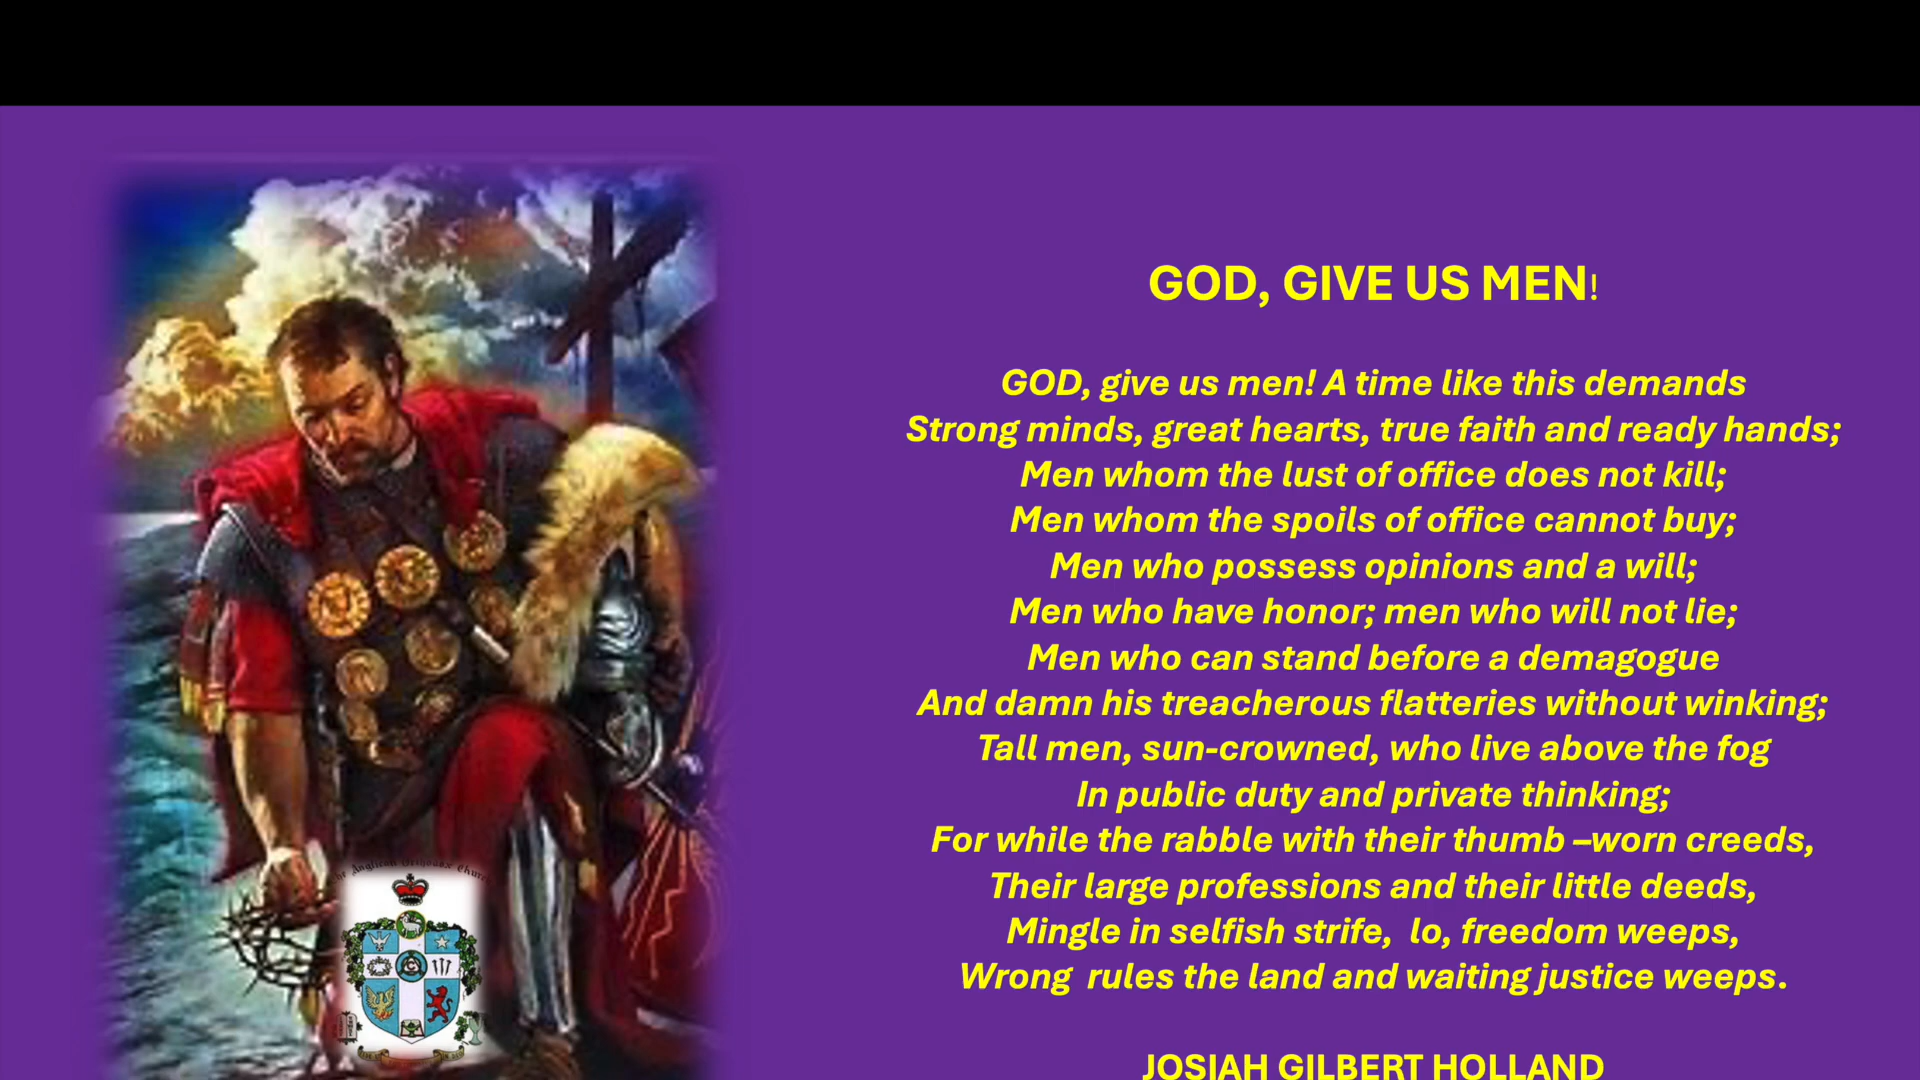 GOD, GIVE US MEN!
GOD, give us men! A time like this demands
Strong minds, great hearts, true faith and ready hands;
Men whom the lust of office does not kill;
Men whom the spoils of office cannot buy;
Men who possess opinions and a will;
Men who have honor; men who will not lie;
Men who can stand before a demagogue
And damn his treacherous flatteries without winking;
Tall men, sun-crowned, who live above the fog
In public duty and private thinking;
For while the rabble with their thumb –worn creeds,
Their large professions and their little deeds,
Mingle in selfish strife,  lo, freedom weeps,
Wrong  rules the land and waiting justice weeps.
JOSIAH GILBERT HOLLAND
Anglican Orthodox Church